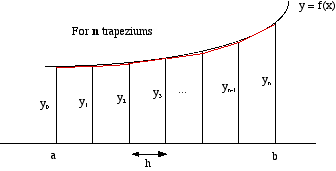 y = f(x)
For n trapeziums
y₀ y₁ y₂ y₃ ... yₙ₋₁ yₙ
a b
h